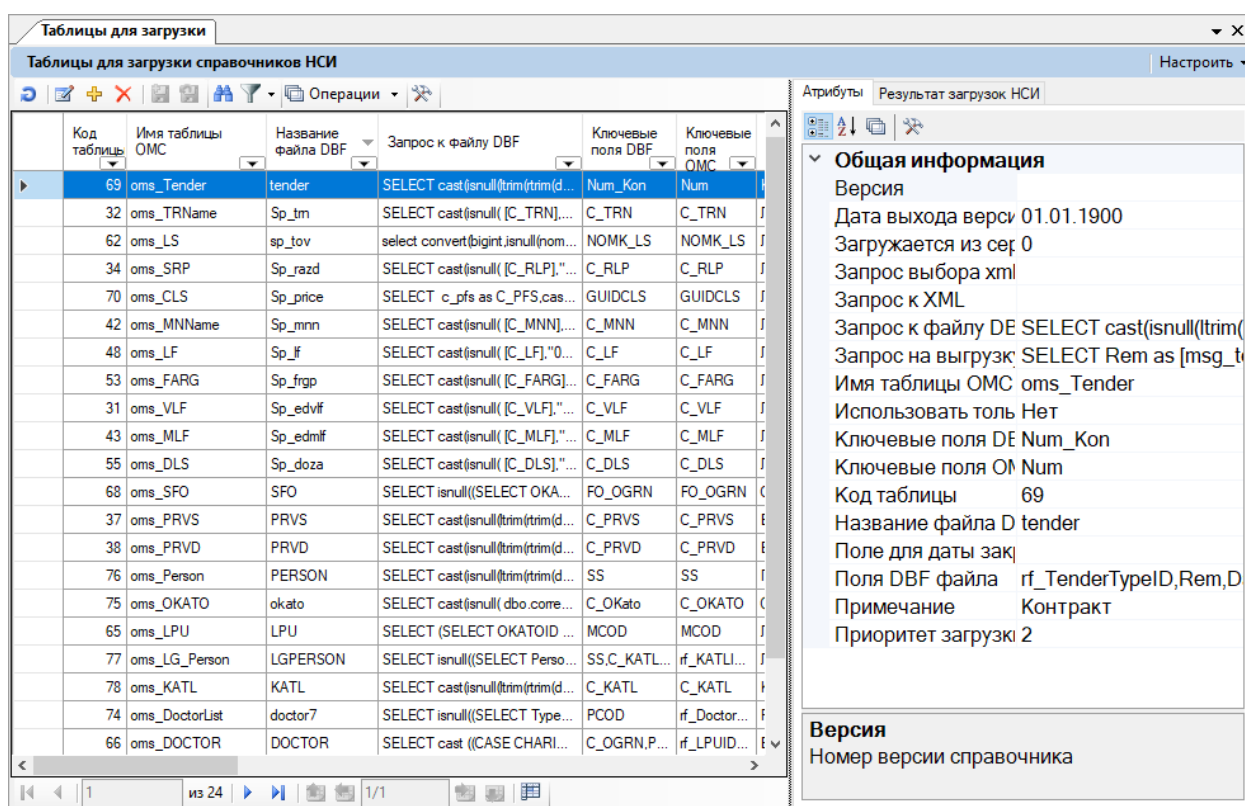 Таблицы для загрузки
Таблицы для загрузки справочников НСИ Настроить
Операции
Код таблицы Имя таблицы ОМС Название файла DBF Запрос к файлу DBF Ключевые поля DBF Ключевые поля ОМС
69 oms_Tender tender SELECT cast(isnull(ltrim(rtrim(d... Num_Kon Num
32 oms_TRName Sp_trn SELECT cast(isnull( [C_TRN],... C_TRN C_TRN
62 oms_LS sp_tov select convert(bigint,isnull(nom... NOMK_LS NOMK_LS
34 oms_SRP Sp_razd SELECT cast(isnull( [C_RLP],"... C_RLP C_RLP
70 oms_CLS Sp_price SELECT c_pfs as C_PFS,cas... GUIDCLS GUIDCLS
42 oms_MNName Sp_mnn SELECT cast(isnull( [C_MNN],... C_MNN C_MNN
48 oms_LF Sp_lf SELECT cast(isnull( [C_LF],"0... C_LF C_LF
53 oms_FARG Sp_frgp SELECT cast(isnull( [C_FARG]... C_FARG C_FARG
31 oms_VLF Sp_edvlf SELECT cast(isnull( [C_VLF],"... C_VLF C_VLF
43 oms_MLF Sp_edmlf SELECT cast(isnull( [C_MLF],"... C_MLF C_MLF
55 oms_DLS Sp_doza SELECT cast(isnull( [C_DLS],"... C_DLS C_DLS
68 oms_SFO SFO SELECT isnull((SELECT OKA... FO_OGRN FO_OGRN
37 oms_PRVS PRVS SELECT cast(isnull(ltrim(rtrim(d... C_PRVS C_PRVS
38 oms_PRVD PRVD SELECT cast(isnull(ltrim(rtrim(d... C_PRVD C_PRVD
76 oms_Person PERSON SELECT cast(isnull(ltrim(rtrim(d... SS SS
75 oms_OKATO okato SELECT cast(isnull( dbo.corre... C_OKato C_OKATO
65 oms_LPU LPU SELECT (SELECT OKATOID ... MCOD MCOD
77 oms_LG_Person LGPERSON SELECT isnull((SELECT Perso... SS,C_KATL... rf_KATLI...
78 oms_KATL KATL SELECT cast(isnull(ltrim(rtrim(d... C_KATL C_KATL
74 oms_DoctorList doctor7 SELECT isnull((SELECT Type... PCOD rf_Doctor...
66 oms_DOCTOR DOCTOR SELECT cast ((CASE CHARI... C_OGRN,P... rf_LPUID...
1 из 24 1/1
Атрибуты Результат загрузок НСИ
Общая информация
Версия
Дата выхода верси 01.01.1900
Загружается из сер 0
Запрос выбора xml
Запрос к XML
Запрос к файлу DB SELECT cast(isnull(ltrim(
Запрос на выгрузк SELECT Rem as [msg_t
Имя таблицы ОМС oms_Tender
Использовать толь Нет
Ключевые поля DE Num_Kon
Ключевые поля Num
Код таблицы 69
Название файла D tender
Поле для даты зак
Поля DBF файла rf_TenderTypeID,Rem,D
Примечание Контракт
Приоритет загрузк 2
Версия
Номер версии справочника